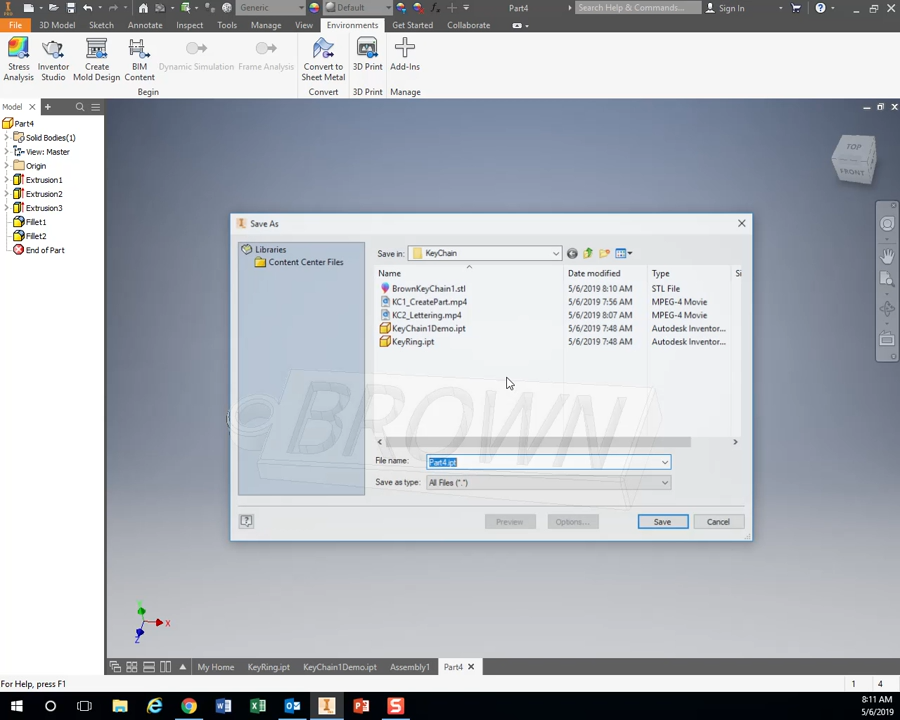 Generic
Default
Part4
Search Help & Commands...
Sign In
File
3D Model
Sketch
Annotate
Inspect
Tools
Manage
View
Environments
Get Started
Collaborate
Stress Analysis
Inventor Studio
Create Mold Design
BIM Content
Dynamic Simulation
Frame Analysis
Convert to Sheet Metal
3D Print
Add-Ins
Begin
Convert
3D Print
Manage
Model
Part4
Solid Bodies(1)
View: Master
Origin
Extrusion1
Extrusion2
Extrusion3
Fillet1
Fillet2
End of Part
TOP
FRONT
Save As
Libraries
Content Center Files
Save in:
KeyChain
Name Date modified Type Si
BrownKeyChain1.stl 5/6/2019 8:10 AM STL File
KC1_CreatePart.mp4 5/6/2019 7:56 AM MPEG-4 Movie
KC2_Lettering.mp4 5/6/2019 8:07 AM MPEG-4 Movie
KeyChain1Demo.ipt 5/6/2019 7:48 AM Autodesk Inventor...
KeyRing.ipt 5/6/2019 7:48 AM Autodesk Inventor...
BROWN
File name: Part4.ipt
Save as type: All Files (*.*)
Preview
Options...
Save
Cancel
Y
X
Z
My Home
KeyRing.ipt
KeyChain1Demo.ipt
Assembly1
Part4
For Help, press F1
1 4
8:11 AM
5/6/2019